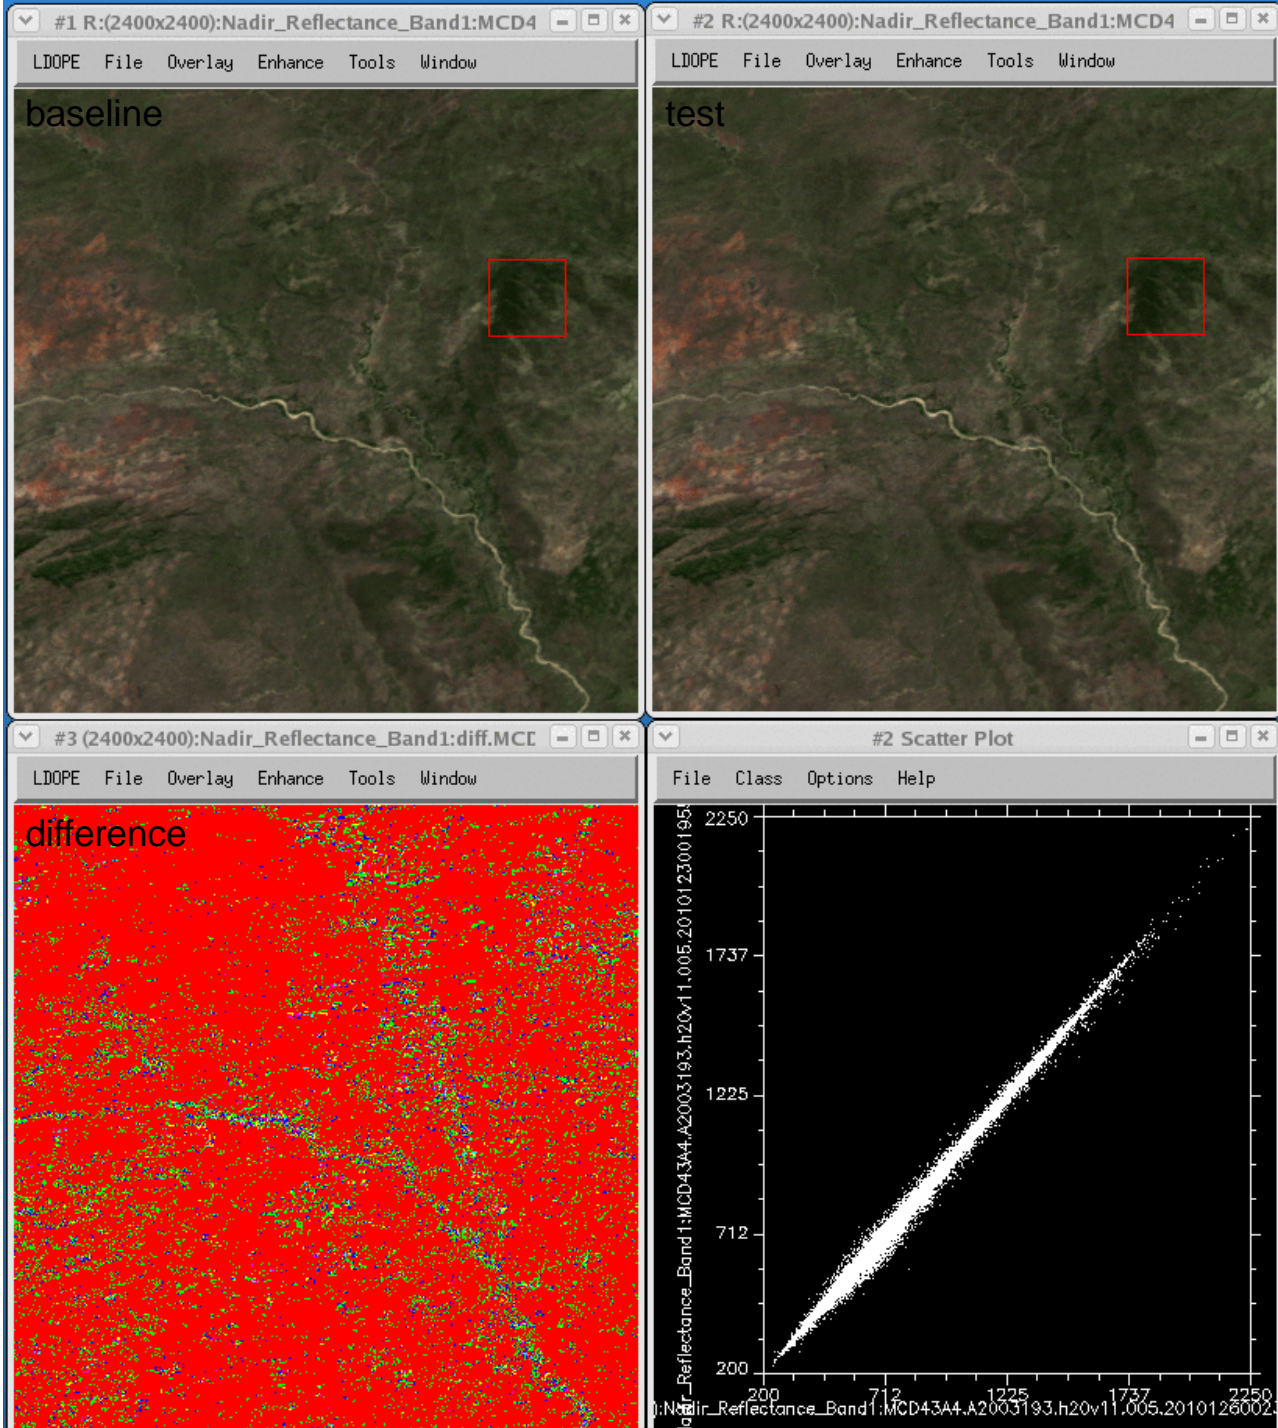 #1 R:(2400x2400):Nadir_Reflectance_Band1:MCD4
LDOPE File Overlay Enhance Tools Window
baseline
#2 R:(2400x2400):Nadir_Reflectance_Band1:MCD4
LDOPE File Overlay Enhance Tools Window
test
#3 (2400x2400):Nadir_Reflectance_Band1:diff.MCD
LDOPE File Overlay Enhance Tools Window
difference
#2 Scatter Plot
File Class Options Help
2250
1737
1225
712
200
200 712 1225 1737 2250
dir_Reflectance_Band1:MCD43A4.A2003193.h20v11.005.2010123001955
):Nadir_Reflectance_Band1:MCD43A4.A2003193.h20v11.005.2010126002